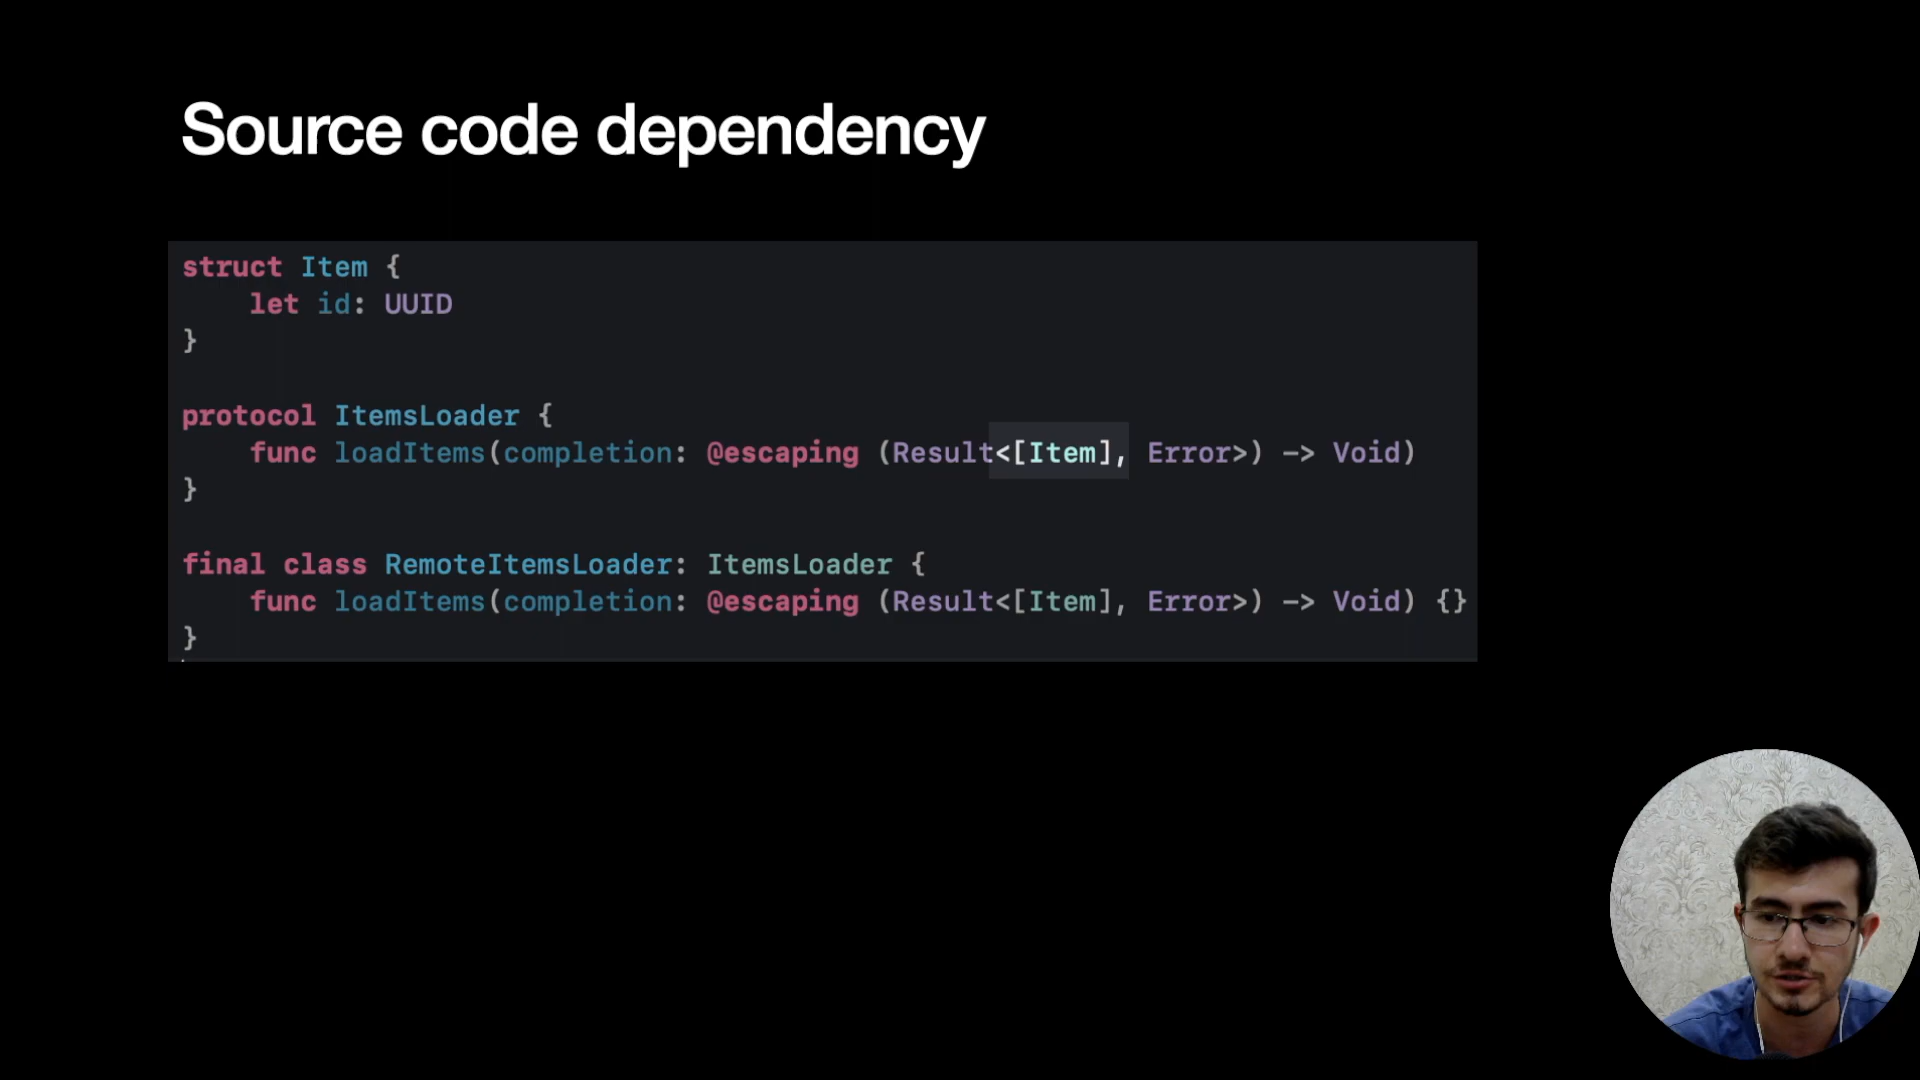 Source code dependency
struct Item {
    let id: UUID
}
protocol ItemsLoader {
    func loadItems(completion: @escaping (Result<[Item], Error>) -> Void)
}
final class RemoteItemsLoader: ItemsLoader {
    func loadItems(completion: @escaping (Result<[Item], Error>) -> Void) {}
}